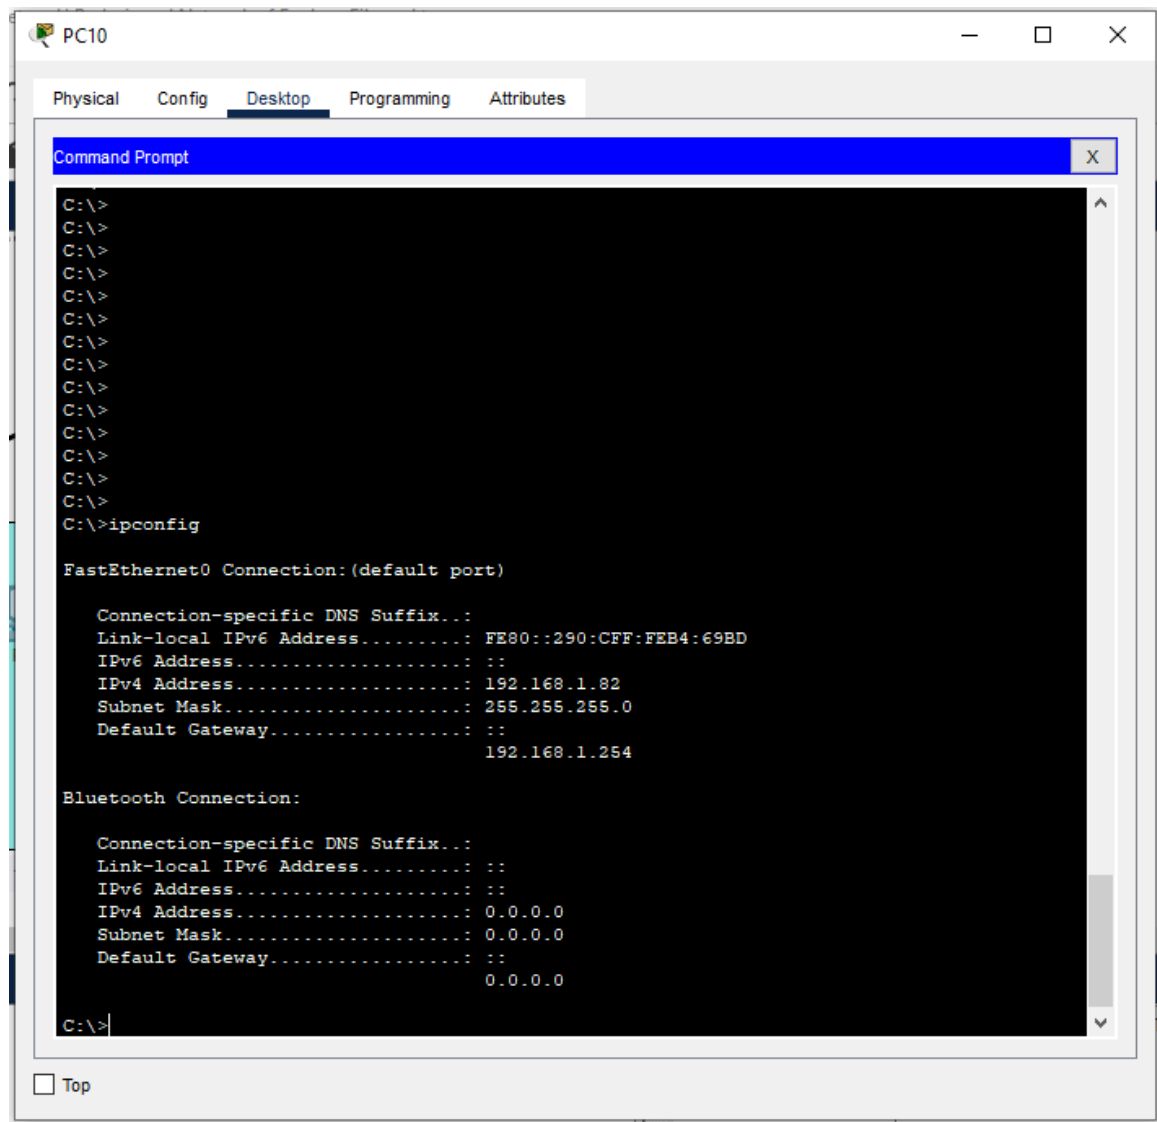 PC10
Physical Config Desktop Programming Attributes
Command Prompt X
C:\>
C:\>
C:\>
C:\>
C:\>
C:\>
C:\>
C:\>
C:\>
C:\>
C:\>
C:\>
C:\>
C:\>
C:\>ipconfig
FastEthernet0 Connection:(default port)
Connection-specific DNS Suffix..:
Link-local IPv6 Address.........: FE80::290:CFF:FEB4:69BD
IPv6 Address....................: ::
IPv4 Address....................: 192.168.1.82
Subnet Mask.....................: 255.255.255.0
Default Gateway.................: ::
192.168.1.254
Bluetooth Connection:
Connection-specific DNS Suffix..:
Link-local IPv6 Address.........: ::
IPv6 Address....................: ::
IPv4 Address....................: 0.0.0.0
Subnet Mask.....................: 0.0.0.0
Default Gateway.................: ::
0.0.0.0
C:\>
Top